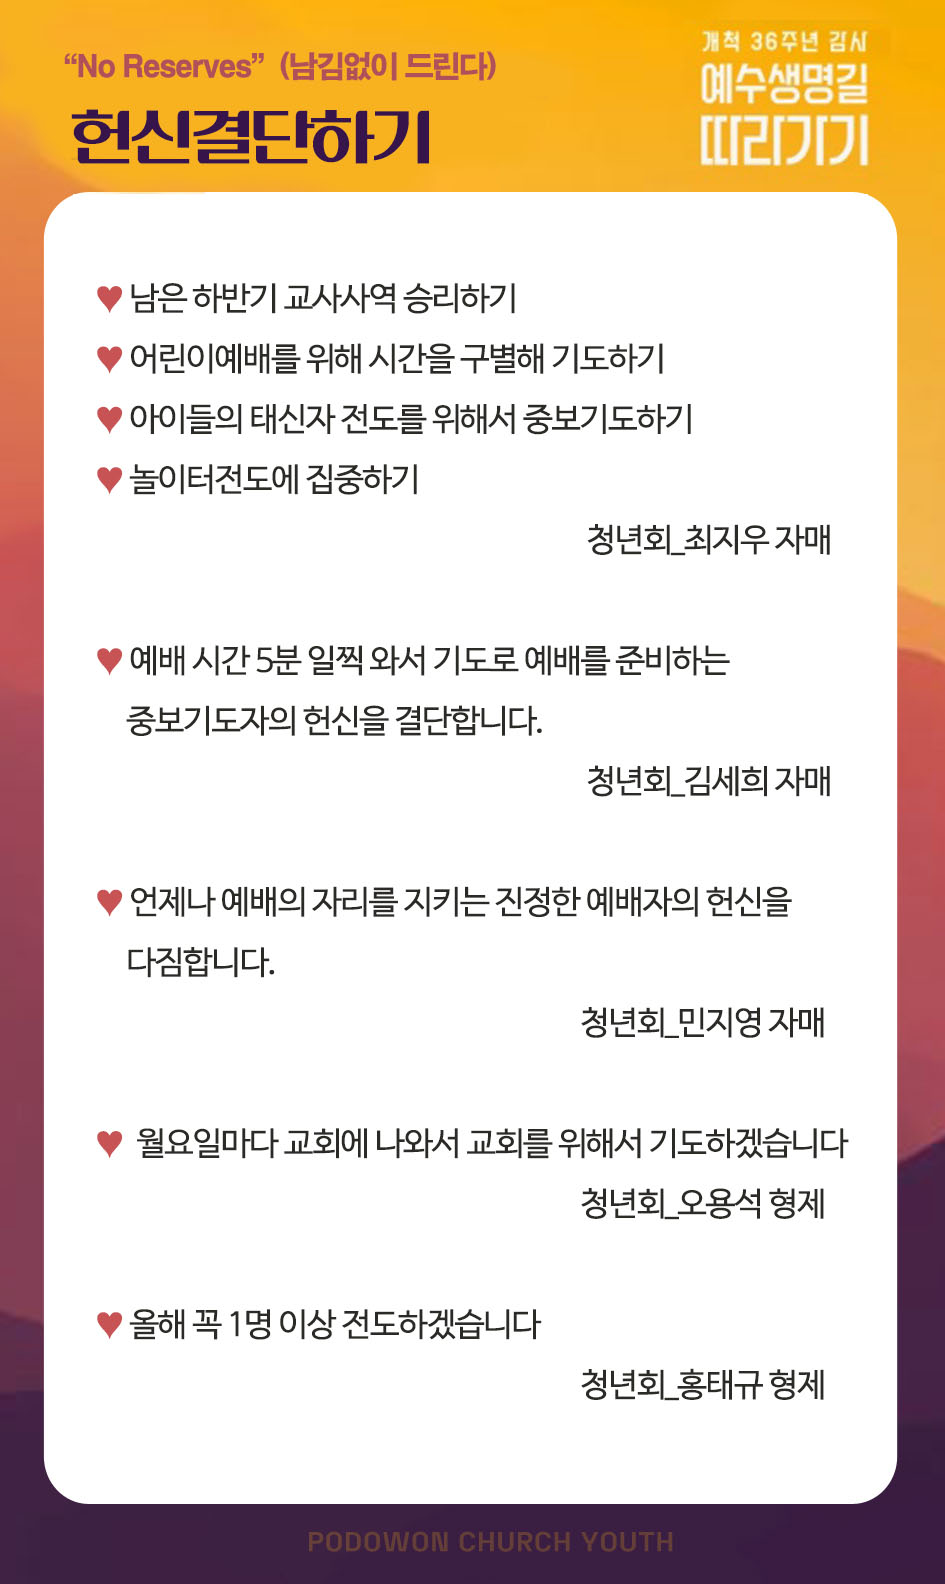 “No Reserves” (남김없이 드린다)
헌신결단하기
개척 36주년 감사
예수생명길
따라가기
♥ 남은 하반기 교사사역 승리하기
♥ 어린이예배를 위해 시간을 구별해 기도하기
♥ 아이들의 태신자 전도를 위해서 중보기도하기
♥ 놀이터전도에 집중하기
청년회_최지우 자매
♥ 예배 시간 5분 일찍 와서 기도로 예배를 준비하는
중보기도자의 헌신을 결단합니다.
청년회_김세희 자매
♥ 언제나 예배의 자리를 지키는 진정한 예배자의 헌신을
다짐합니다.
청년회_민지영 자매
♥ 월요일마다 교회에 나와서 교회를 위해서 기도하겠습니다
청년회_오용석 형제
♥ 올해 꼭 1명 이상 전도하겠습니다
청년회_홍태규 형제
PODOWON CHURCH YOUTH